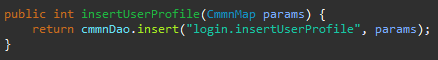 public int insertUserProfile(CmmnMap params) {
    return cmmnDao.insert("login.insertUserProfile", params);
}